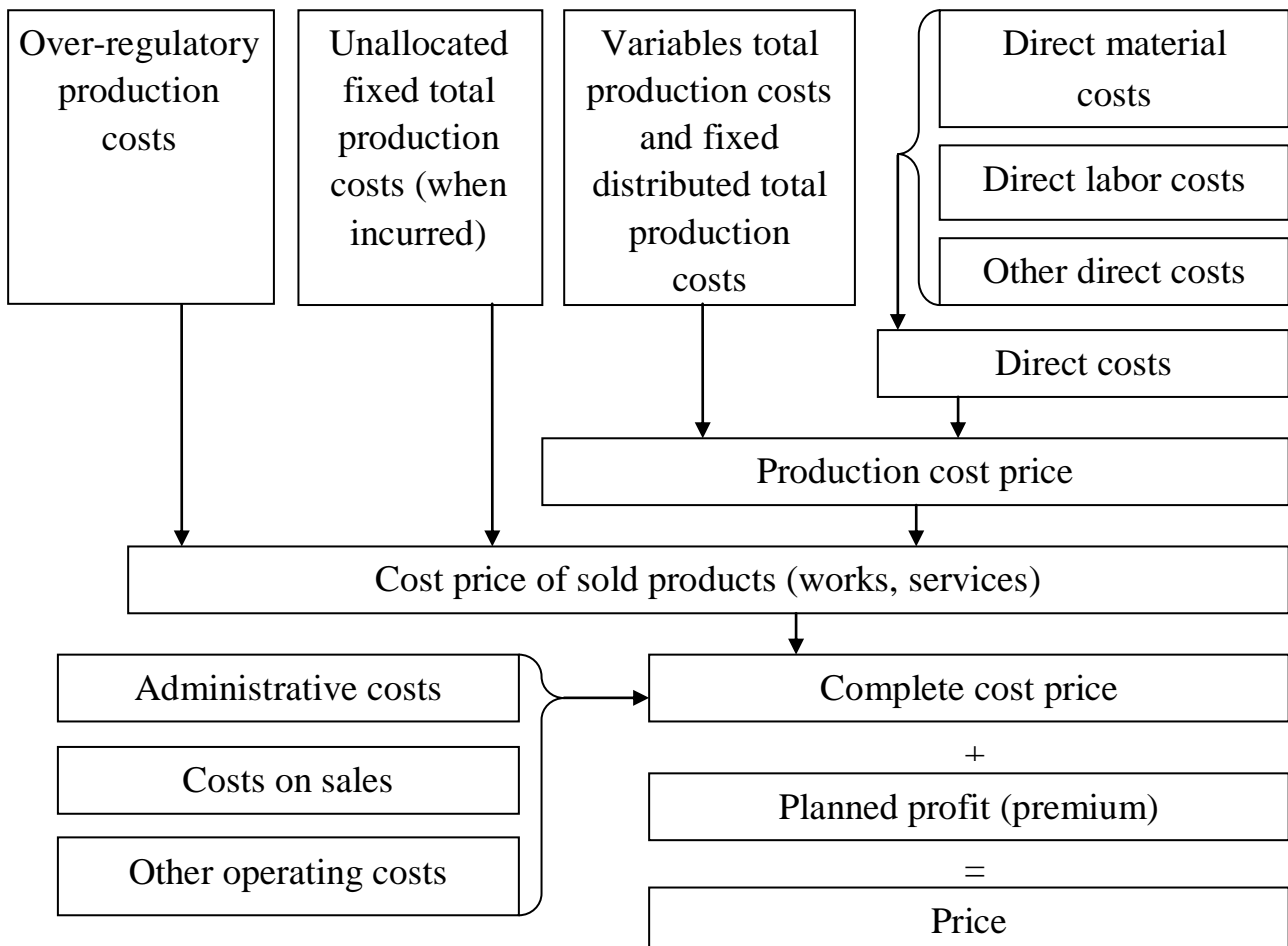 Over-regulatory
production
costs
Unallocated
fixed total
production
costs (when
incurred)
Variables total
production costs
and fixed
distributed total
production
costs
Direct material
costs
Direct labor costs
Other direct costs
Direct costs
Production cost price
Cost price of sold products (works, services)
Administrative costs
Costs on sales
Other operating costs
Complete cost price
+
Planned profit (premium)
=
Price